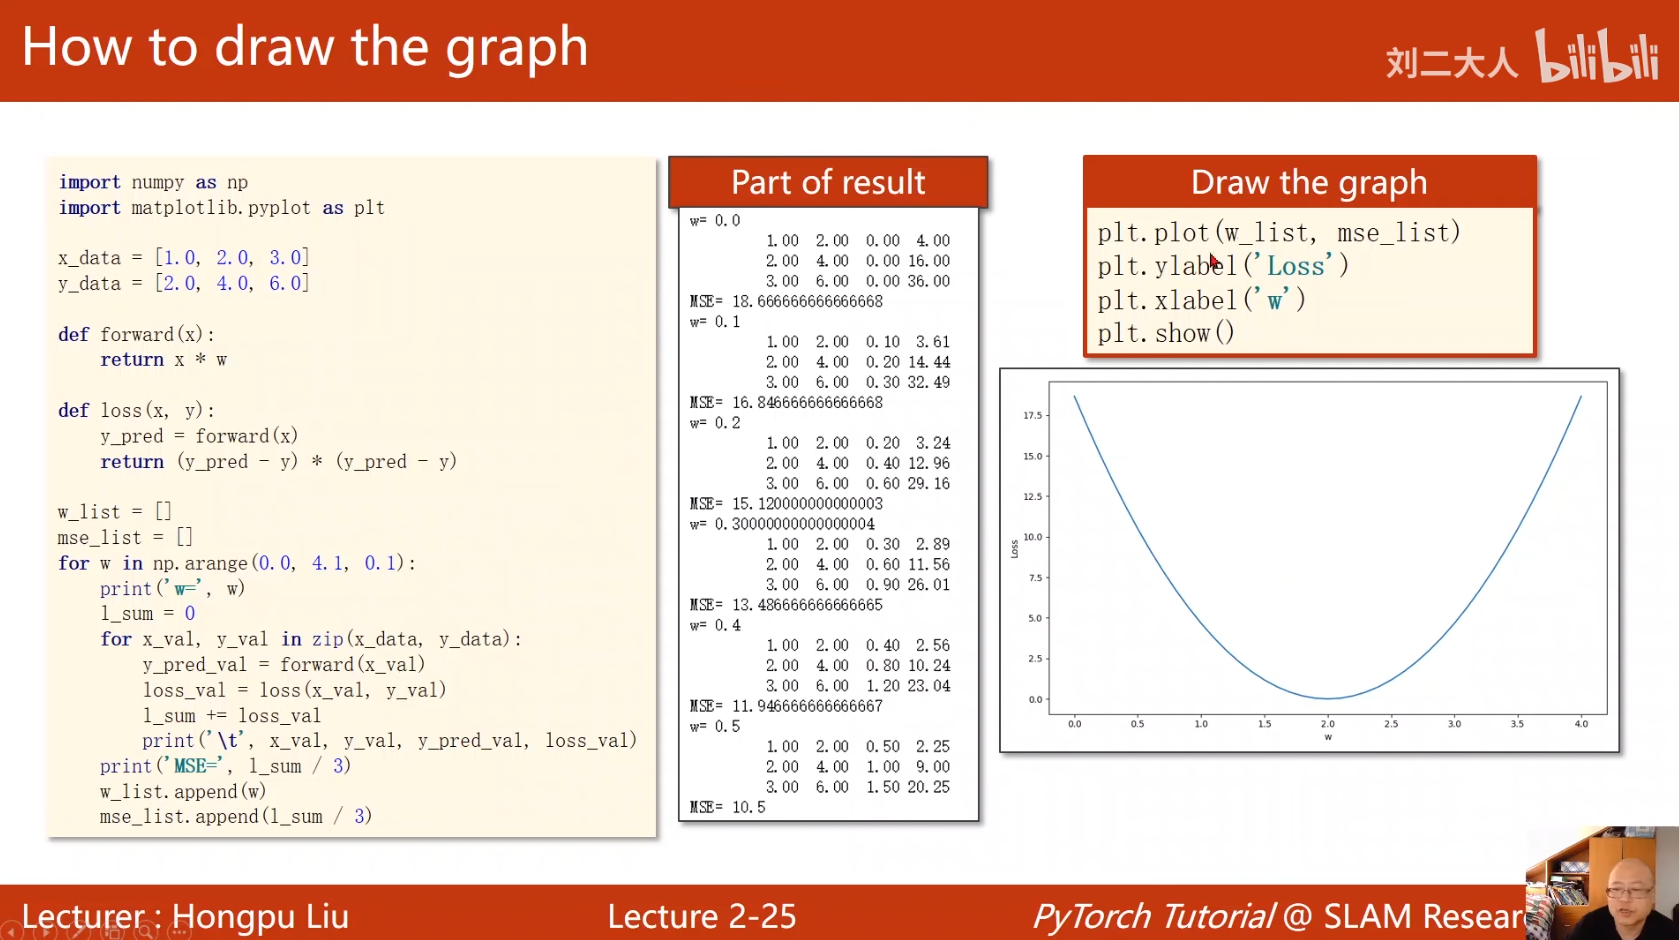 How to draw the graph
刘二大人 bilibili
import numpy as np
import matplotlib.pyplot as plt
x_data = [1.0, 2.0, 3.0]
y_data = [2.0, 4.0, 6.0]
def forward(x):
    return x * w
def loss(x, y):
    y_pred = forward(x)
    return (y_pred - y) * (y_pred - y)
w_list = []
mse_list = []
for w in np.arange(0.0, 4.1, 0.1):
    print('w=', w)
    l_sum = 0
    for x_val, y_val in zip(x_data, y_data):
        y_pred_val = forward(x_val)
        loss_val = loss(x_val, y_val)
        l_sum += loss_val
        print('\t', x_val, y_val, y_pred_val, loss_val)
    print('MSE=', l_sum / 3)
    w_list.append(w)
    mse_list.append(l_sum / 3)
Part of result
w= 0.0
1.00 2.00 0.00 4.00
2.00 4.00 0.00 16.00
3.00 6.00 0.00 36.00
MSE= 18.666666666666668
w= 0.1
1.00 2.00 0.10 3.61
2.00 4.00 0.20 14.44
3.00 6.00 0.30 32.49
MSE= 16.846666666666668
w= 0.2
1.00 2.00 0.20 3.24
2.00 4.00 0.40 12.96
3.00 6.00 0.60 29.16
MSE= 15.120000000000003
w= 0.30000000000000004
1.00 2.00 0.30 2.89
2.00 4.00 0.60 11.56
3.00 6.00 0.90 26.01
MSE= 13.486666666666665
w= 0.4
1.00 2.00 0.40 2.56
2.00 4.00 0.80 10.24
3.00 6.00 1.20 23.04
MSE= 11.946666666666667
w= 0.5
1.00 2.00 0.50 2.25
2.00 4.00 1.00 9.00
3.00 6.00 1.50 20.25
MSE= 10.5
Draw the graph
plt.plot(w_list, mse_list)
plt.ylabel('Loss')
plt.xlabel('w')
plt.show()
17.5
15.0
12.5
10.0
7.5
5.0
2.5
0.0
Loss
0.0 0.5 1.0 1.5 2.0 2.5 3.0 3.5 4.0
w
Lecturer : Hongpu Liu
Lecture 2-25
PyTorch Tutorial @ SLAM Resear